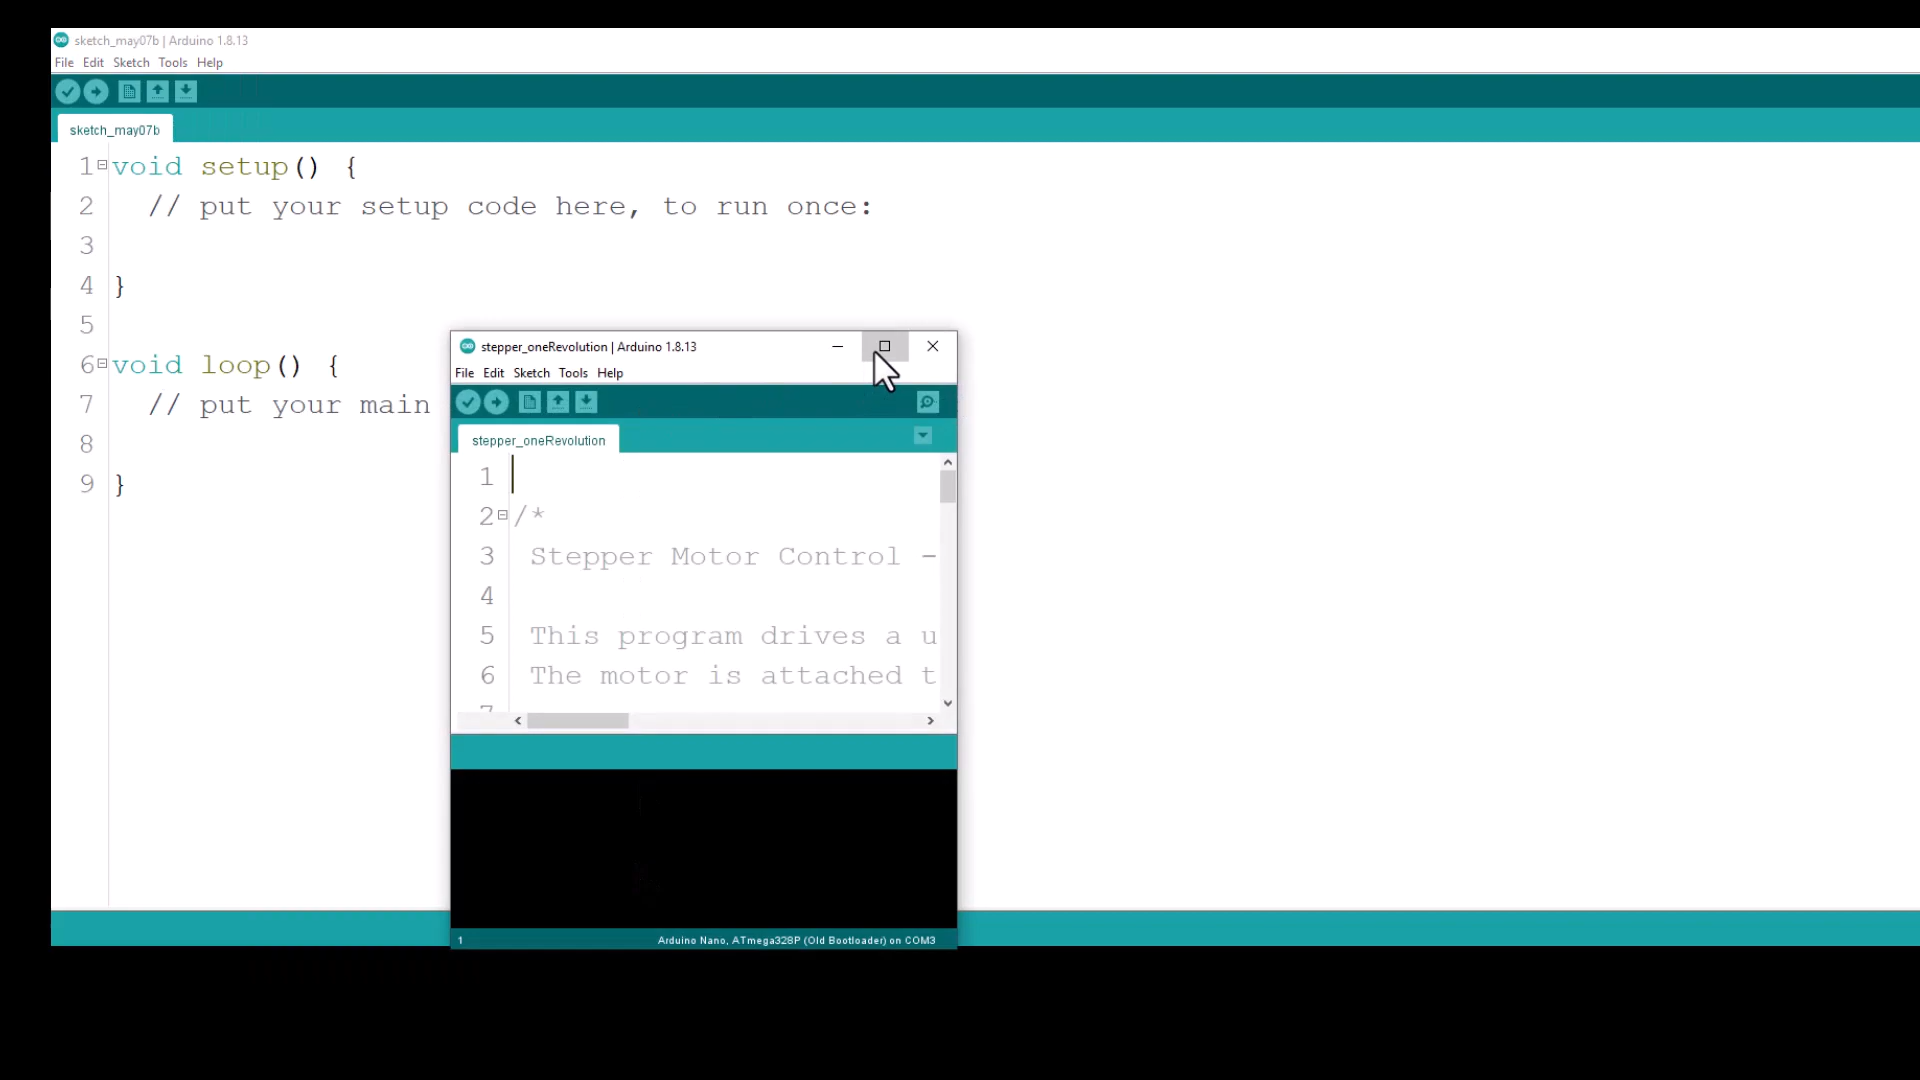 sketch_may07b | Arduino 1.8.13
File Edit Sketch Tools Help
sketch_may07b
1 void setup() {
2 // put your setup code here, to run once:
3
4 }
5
6 void loop() {
7 // put your main
8
9 }
stepper_oneRevolution | Arduino 1.8.13
File Edit Sketch Tools Help
stepper_oneRevolution
1
2 /*
3 Stepper Motor Control -
4
5 This program drives a u
6 The motor is attached t
7
1 Arduino Nano, ATmega328P (Old Bootloader) on COM3